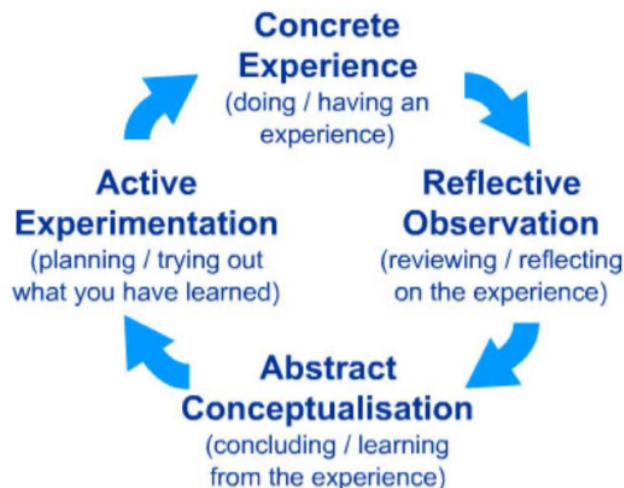 Concrete
Experience
(doing / having an
experience)
Active
Experimentation
(planning / trying out
what you have learned)
Reflective
Observation
(reviewing / reflecting
on the experience)
Abstract
Conceptualisation
(concluding / learning
from the experience)